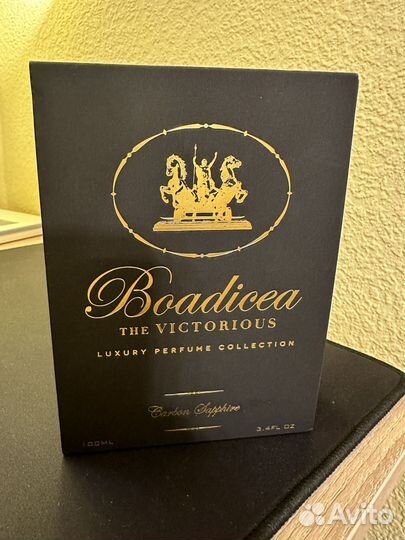 Boadicea
THE VICTORIOUS
LUXURY PERFUME COLLECTION
Carbon Sapphire
100ML
3.4FL OZ
Avito